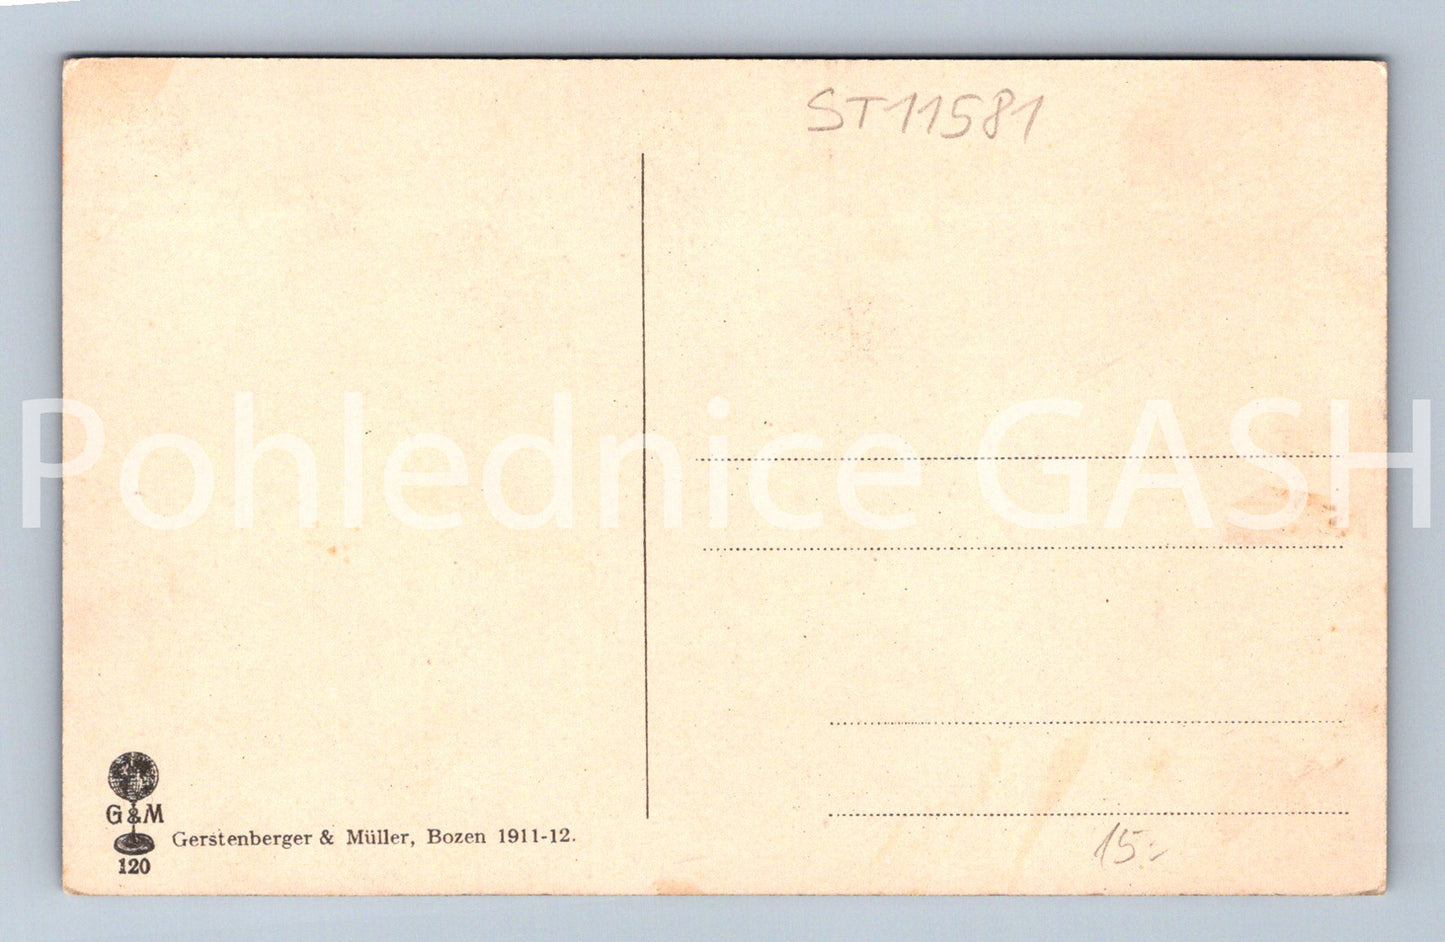 ST11581
Pohlednice GASH
G&M
Gerstenberger & Müller, Bozen 1911-12.
120
15.-